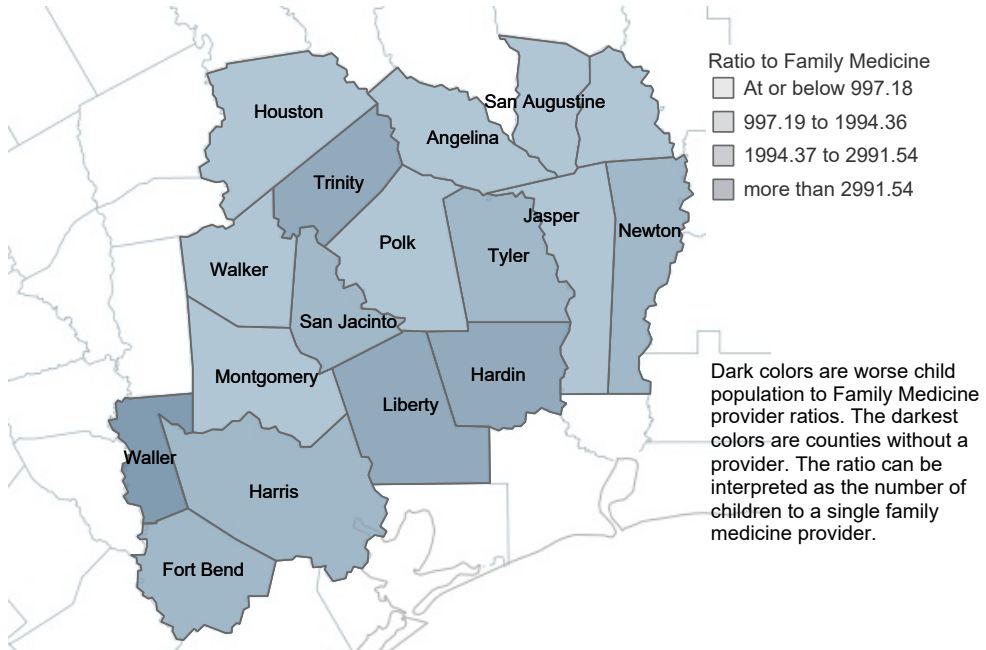 Ratio to Family Medicine
At or below 997.18
997.19 to 1994.36
1994.37 to 2991.54
more than 2991.54
Houston
San Augustine
Angelina
Trinity
Jasper
Newton
Polk
Tyler
Walker
San Jacinto
Montgomery
Hardin
Liberty
Waller
Harris
Fort Bend
Dark colors are worse child
population to Family Medicine
provider ratios. The darkest
colors are counties without a
provider. The ratio can be
interpreted as the number of
children to a single family
medicine provider.